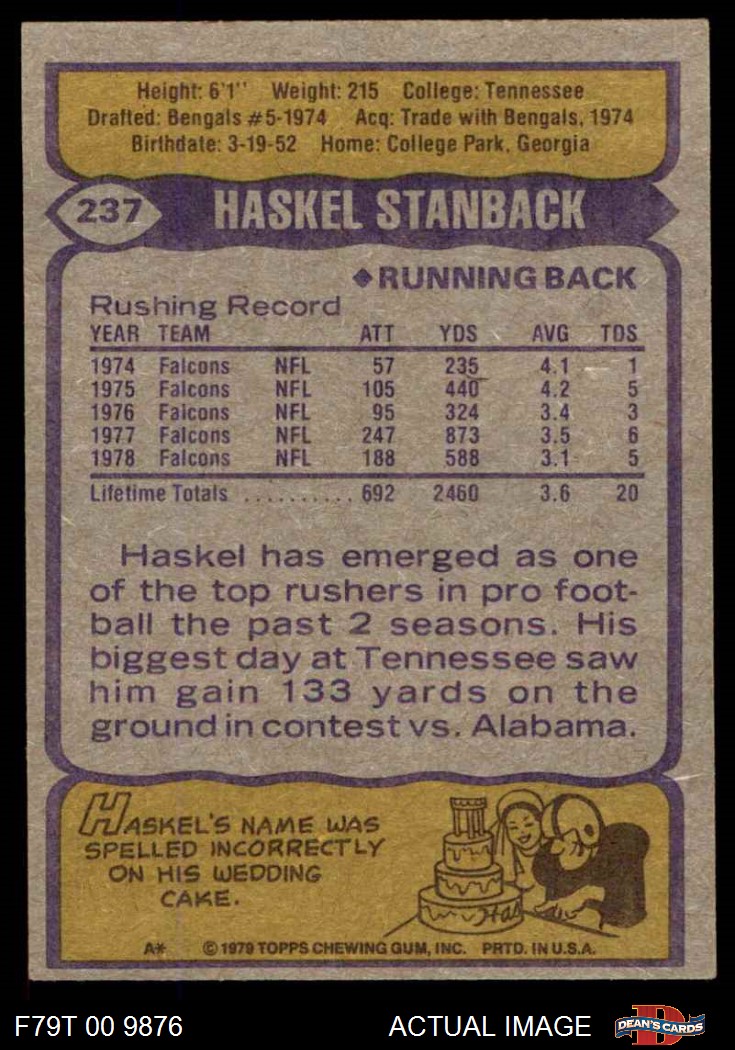 Height: 6'1'' Weight: 215 College: Tennessee
Drafted: Bengals #5-1974 Acq: Trade with Bengals, 1974
Birthdate: 3-19-52 Home: College Park, Georgia
237 HASKEL STANBACK
◆RUNNING BACK
Rushing Record
YEAR TEAM ATT YDS AVG TDS
1974 Falcons NFL 57 235 4.1 1
1975 Falcons NFL 105 440 4.2 5
1976 Falcons NFL 95 324 3.4 3
1977 Falcons NFL 247 873 3.5 6
1978 Falcons NFL 188 588 3.1 5
Lifetime Totals .......... 692 2460 3.6 20
Haskel has emerged as one
of the top rushers in pro foot-
ball the past 2 seasons. His
biggest day at Tennessee saw
him gain 133 yards on the
ground in contest vs. Alabama.
HASKEL'S NAME WAS
SPELLED INCORRECTLY
ON HIS WEDDING
CAKE.
Has
A* © 1979 TOPPS CHEWING GUM, INC. PRTD. IN U.S.A.
F79T 00 9876 ACTUAL IMAGE D DEAN'S CARDS